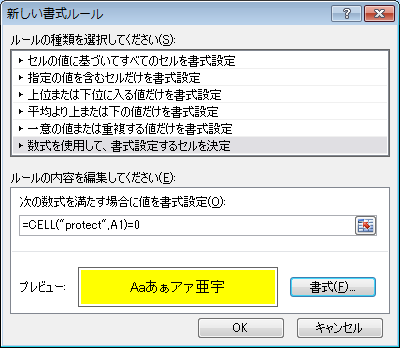 新しい書式ルール
ルールの種類を選択してください(S):
► セルの値に基づいてすべてのセルを書式設定
► 指定の値を含むセルだけを書式設定
► 上位または下位に入る値だけを書式設定
► 平均より上または下の値だけを書式設定
► 一意の値または重複する値だけを書式設定
► 数式を使用して、書式設定するセルを決定
ルールの内容を編集してください(E):
次の数式を満たす場合に値を書式設定(O):
=CELL("protect",A1)=0
プレビュー: Aaあぁアァ亜宇 書式(F)...
OK キャンセル